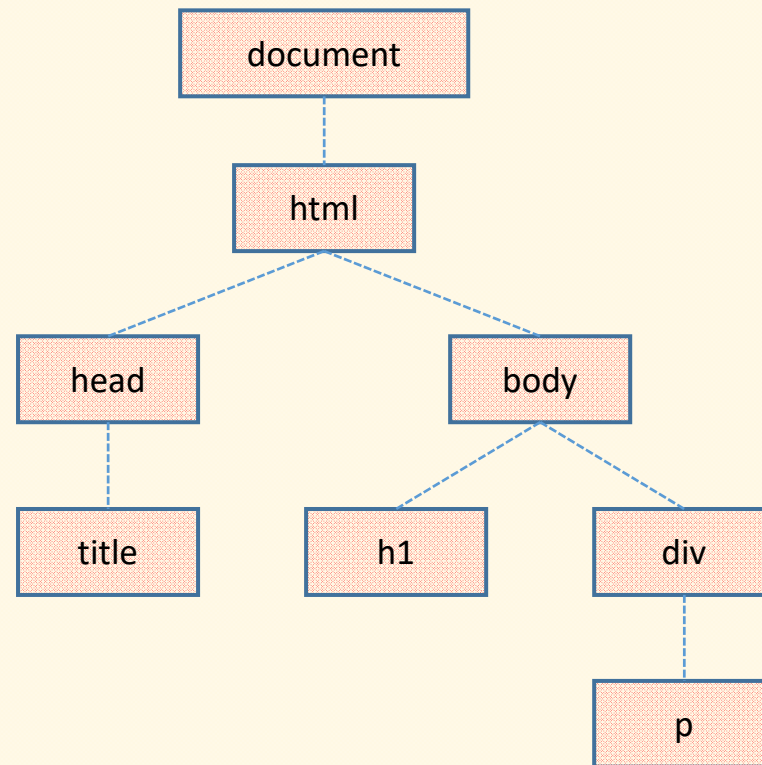 document
html
head
body
title
h1
div
p